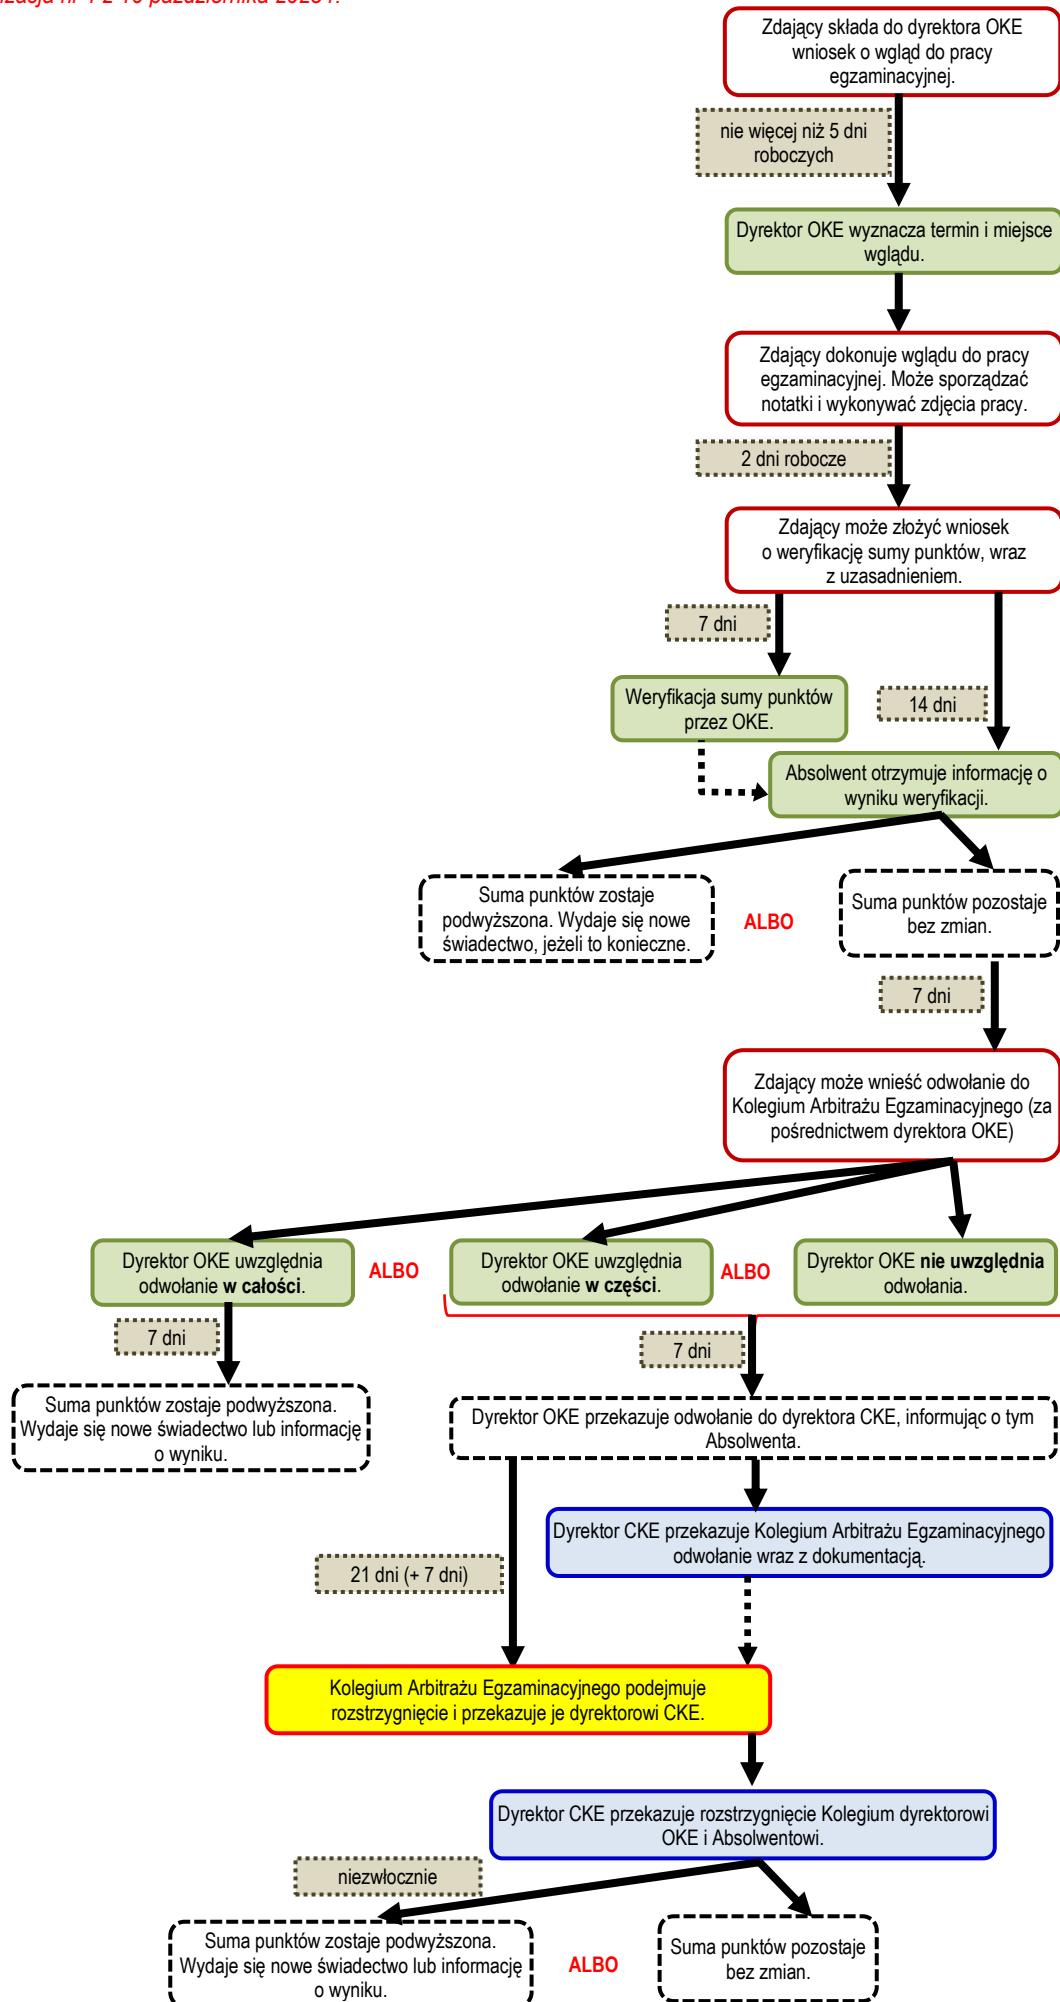 Zdający składa do dyrektora OKE
wniosek o wgląd do pracy
egzaminacyjnej.
nie więcej niż 5 dni
roboczych
Dyrektor OKE wyznacza termin i miejsce
wglądu.
Zdający dokonuje wglądu do pracy
egzaminacyjnej. Może sporządzać
notatki i wykonywać zdjęcia pracy.
2 dni robocze
Zdający może złożyć wniosek
o weryfikację sumy punktów, wraz
z uzasadnieniem.
7 dni
Weryfikacja sumy punktów
przez OKE.
14 dni
Absolwent otrzymuje informację o
wyniku weryfikacji.
Suma punktów zostaje
podwyższona. Wydaje się nowe
świadectwo, jeżeli to konieczne.
ALBO
Suma punktów pozostaje
bez zmian.
7 dni
Zdający może wnieść odwołanie do
Kolegium Arbitrażu Egzaminacyjnego (za
pośrednictwem dyrektora OKE)
Dyrektor OKE uwzględnia
odwołanie w całości.
ALBO
Dyrektor OKE uwzględnia
odwołanie w części.
ALBO
Dyrektor OKE nie uwzględnia
odwołania.
7 dni
7 dni
Suma punktów zostaje podwyższona.
Wydaje się nowe świadectwo lub informację
o wyniku.
Dyrektor OKE przekazuje odwołanie do dyrektora CKE, informując o tym
Absolwenta.
Dyrektor CKE przekazuje Kolegium Arbitrażu Egzaminacyjnego
odwołanie wraz z dokumentacją.
21 dni (+ 7 dni)
Kolegium Arbitrażu Egzaminacyjnego podejmuje
rozstrzygnięcie i przekazuje je dyrektorowi CKE.
Dyrektor CKE przekazuje rozstrzygnięcie Kolegium dyrektorowi
OKE i Absolwentowi.
niezwłocznie
Suma punktów zostaje podwyższona.
Wydaje się nowe świadectwo lub informację
o wyniku.
ALBO
Suma punktów pozostaje
bez zmian.